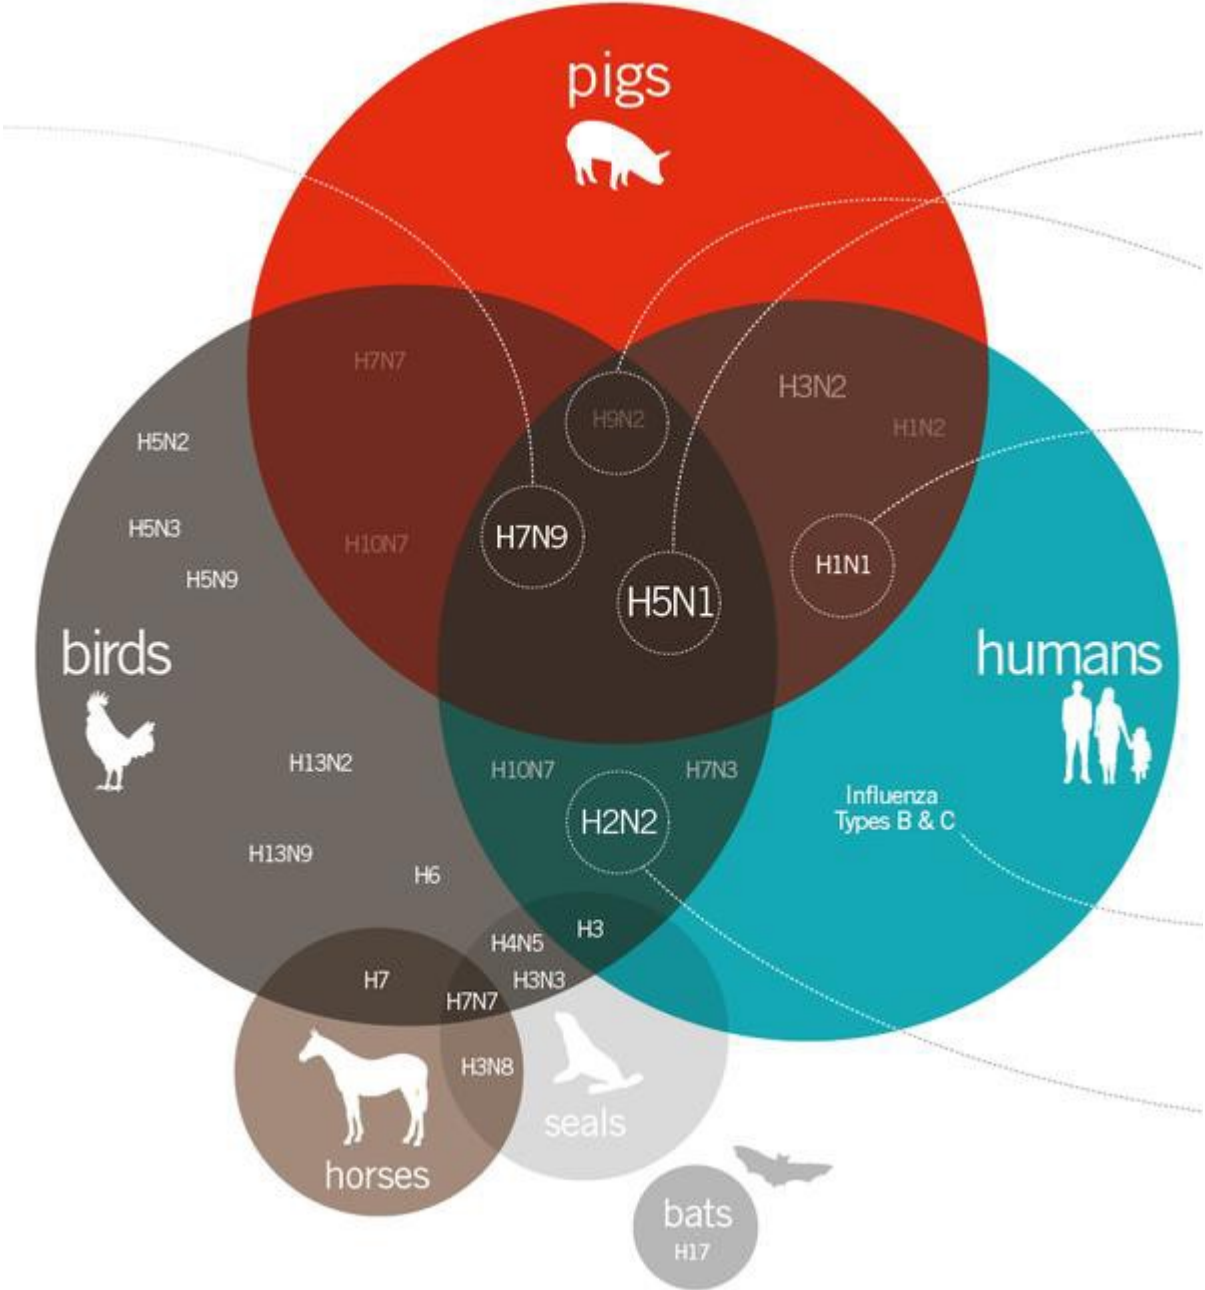 pigs
H7N7
H9N2
H3N2
H1N2
H5N2
H5N3
H10N7
H7N9
H5N9
H1N1
H5N1
birds
humans
H13N2
H10N7
H7N3
H2N2
Influenza
Types B & C
H13N9
H6
H3
H4N5
H7
H3N3
H7N7
H3N8
seals
horses
bats
H17